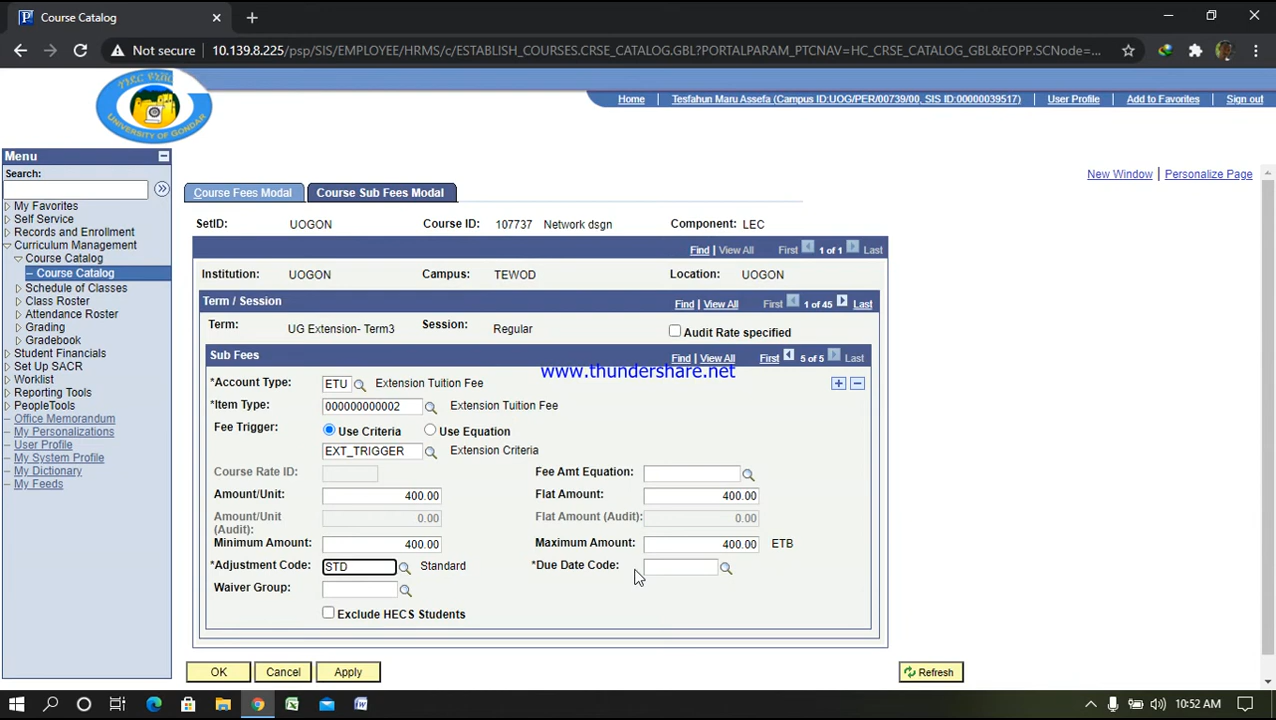 Course Catalog
Not secure
10.139.8.225/psp/SIS/EMPLOYEE/HRMS/c/ESTABLISH_COURSES.CRSE_CATALOG.GBL?PORTALPARAM_PTCNAV=HC_CRSE_CATALOG_GBL&EOPP.SCNode=...
UNIVERSITY OF GONDAR
Home
Tesfahun Maru Assefa (Campus ID:UOG/PER/00739/00, SIS ID:00000039517)
User Profile
Add to Favorites
Sign out
Menu
Search:
My Favorites
Self Service
Records and Enrollment
Curriculum Management
Course Catalog
– Course Catalog
Schedule of Classes
Class Roster
Attendance Roster
Grading
Gradebook
Student Financials
Set Up SACR
Worklist
Reporting Tools
PeopleTools
Office Memorandum
My Personalizations
User Profile
My System Profile
My Dictionary
My Feeds
New Window | Personalize Page
Course Fees Modal
Course Sub Fees Modal
SetID: UOGON Course ID: 107737 Network dsgn Component: LEC
Find | View All First 1 of 1 Last
Institution: UOGON Campus: TEWOD Location: UOGON
Term / Session Find | View All First 1 of 45 Last
Term: UG Extension- Term3 Session: Regular Audit Rate specified
Sub Fees Find | View All First 5 of 5 Last
www.thundershare.net
*Account Type: ETU Extension Tuition Fee
*Item Type: 000000000002 Extension Tuition Fee
Fee Trigger: Use Criteria Use Equation
EXT_TRIGGER Extension Criteria
Course Rate ID: Fee Amt Equation:
Amount/Unit: 400.00 Flat Amount: 400.00
Amount/Unit (Audit): 0.00 Flat Amount (Audit): 0.00
Minimum Amount: 400.00 Maximum Amount: 400.00 ETB
*Adjustment Code: STD Standard *Due Date Code:
Waiver Group:
Exclude HECS Students
OK Cancel Apply Refresh
10:52 AM